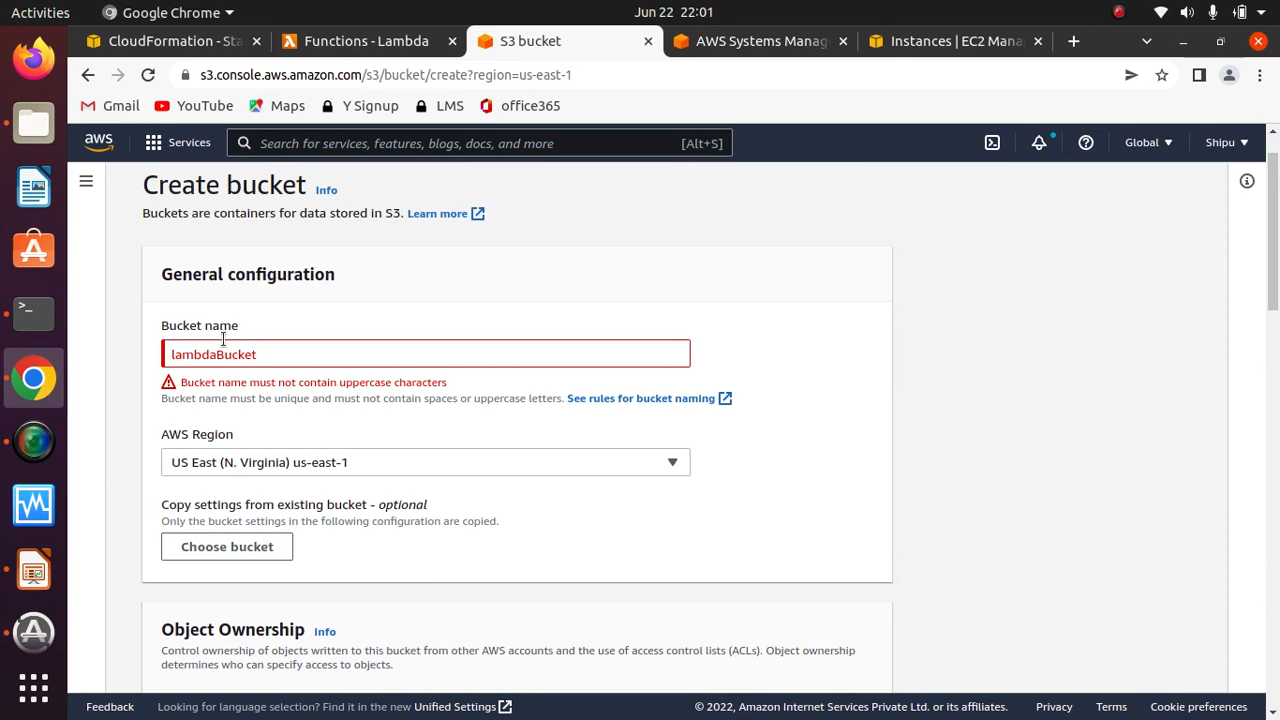 Activities
Google Chrome
Jun 22 22:01
CloudFormation - Sta
Functions - Lambda
S3 bucket
AWS Systems Manag
Instances | EC2 Mana
s3.console.aws.amazon.com/s3/bucket/create?region=us-east-1
Gmail
YouTube
Maps
Y Signup
LMS
office365
aws
Services
Search for services, features, blogs, docs, and more
[Alt+S]
Global
Shipu
Create bucket
Info
Buckets are containers for data stored in S3. Learn more
General configuration
Bucket name
lambdaBucket
Bucket name must not contain uppercase characters
Bucket name must be unique and must not contain spaces or uppercase letters. See rules for bucket naming
AWS Region
US East (N. Virginia) us-east-1
Copy settings from existing bucket - optional
Only the bucket settings in the following configuration are copied.
Choose bucket
Object Ownership
Info
Control ownership of objects written to this bucket from other AWS accounts and the use of access control lists (ACLs). Object ownership
determines who can specify access to objects.
Feedback
Looking for language selection? Find it in the new Unified Settings
© 2022, Amazon Internet Services Private Ltd. or its affiliates.
Privacy
Terms
Cookie preferences